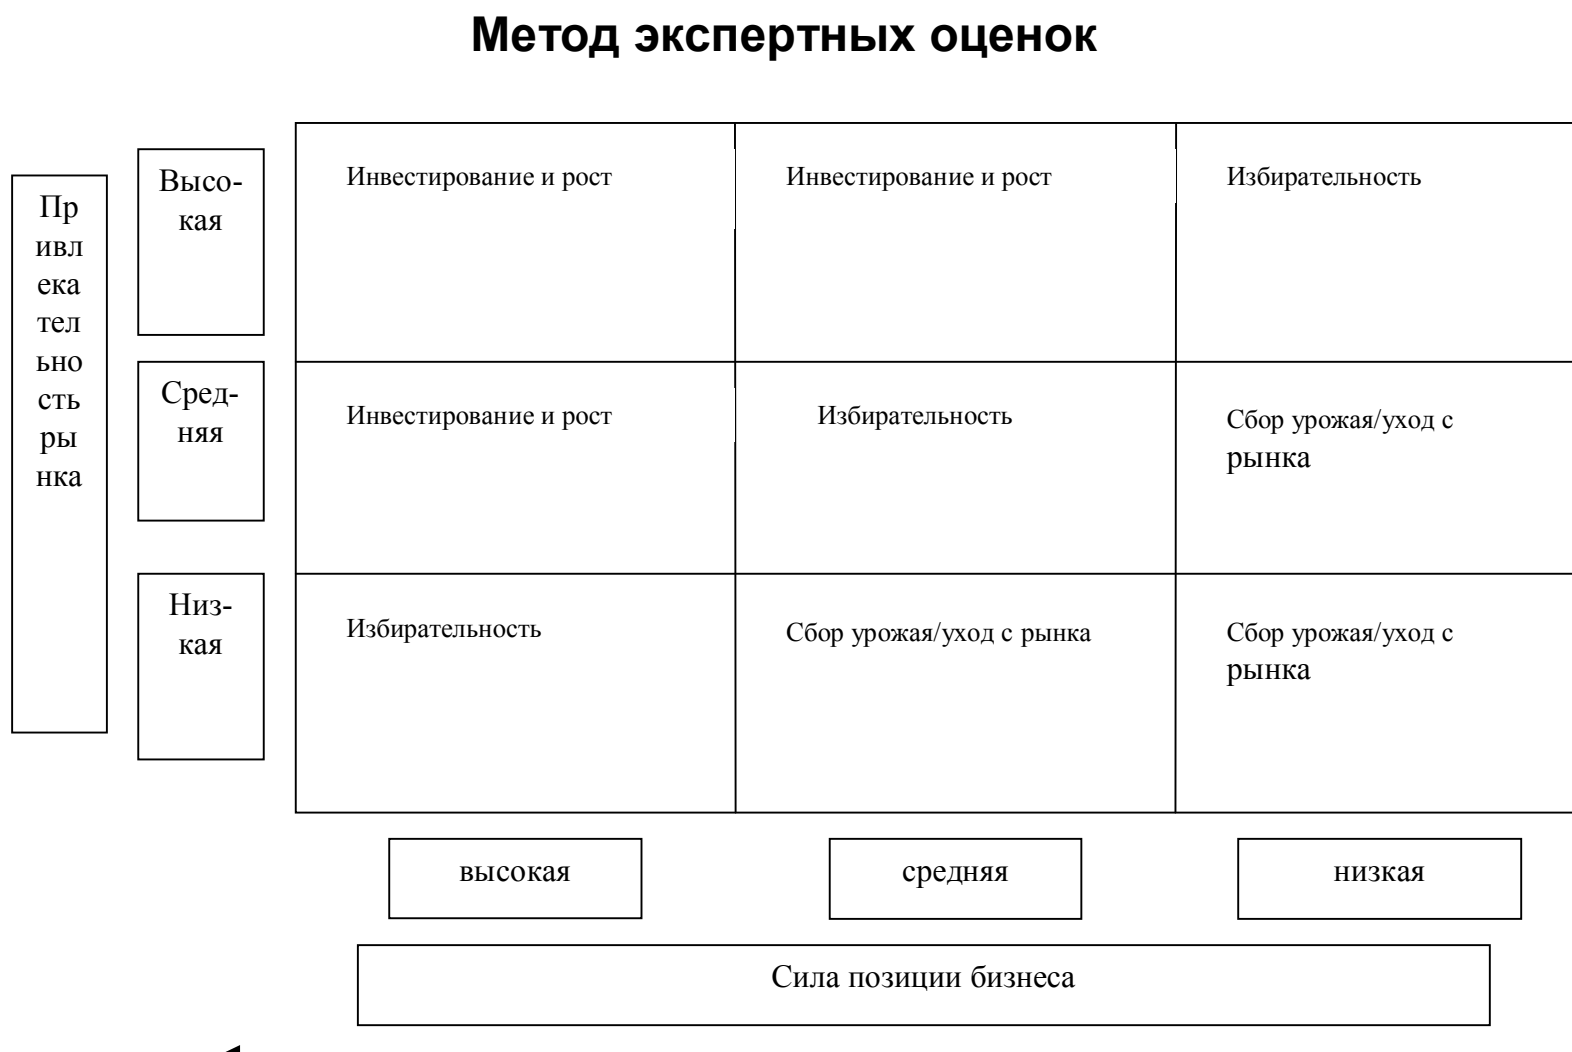 Метод экспертных оценок
Пр
ивл
ека
тел
ьно
сть
ры
нка
Высо-
кая
Инвестирование и рост
Инвестирование и рост
Избирательность
Сред-
няя
Инвестирование и рост
Избирательность
Сбор урожая/уход с
рынка
Низ-
кая
Избирательность
Сбор урожая/уход с рынка
Сбор урожая/уход с
рынка
высокая
средняя
низкая
Сила позиции бизнеса